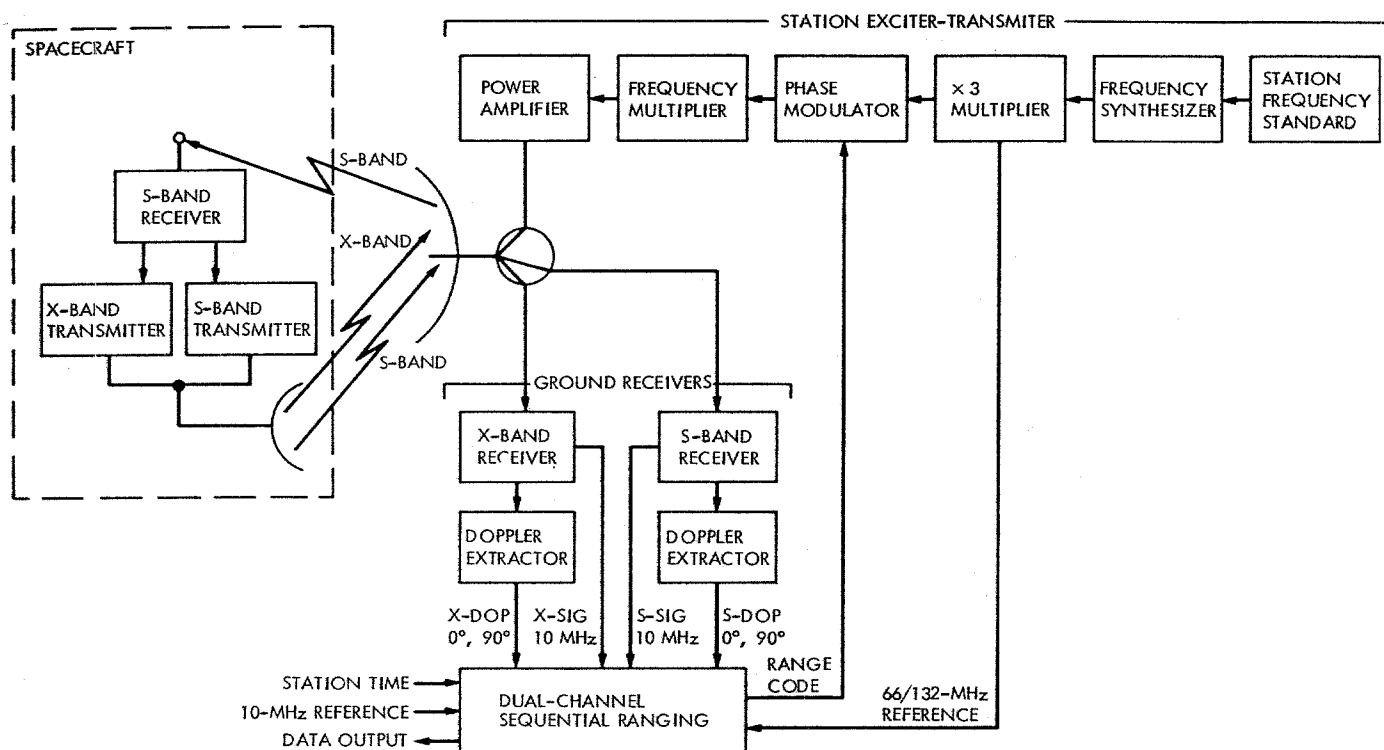 STATION EXCITER-TRANSMITER
SPACECRAFT
POWER
AMPLIFIER
FREQUENCY
MULTIPLIER
PHASE
MODULATOR
× 3
MULTIPLIER
FREQUENCY
SYNTHESIZER
STATION
FREQUENCY
STANDARD
S-BAND
S-BAND
RECEIVER
X-BAND
X-BAND
TRANSMITTER
S-BAND
TRANSMITTER
S-BAND
GROUND RECEIVERS
X-BAND
RECEIVER
S-BAND
RECEIVER
DOPPLER
EXTRACTOR
DOPPLER
EXTRACTOR
X-DOP
0°, 90°
X-SIG
10 MHz
S-SIG
10 MHz
S-DOP
0°, 90°
RANGE
CODE
66/132-MHz
REFERENCE
STATION TIME
10-MHz REFERENCE
DATA OUTPUT
DUAL-CHANNEL
SEQUENTIAL RANGING